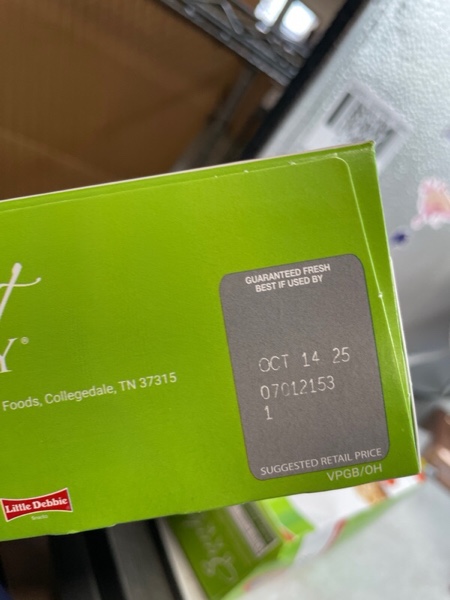 t
Y®
Foods, Collegedale, TN 37315
GUARANTEED FRESH
BEST IF USED BY
OCT 14 25
07012153
1
SUGGESTED RETAIL PRICE
VPGB/OH
Little Debbie